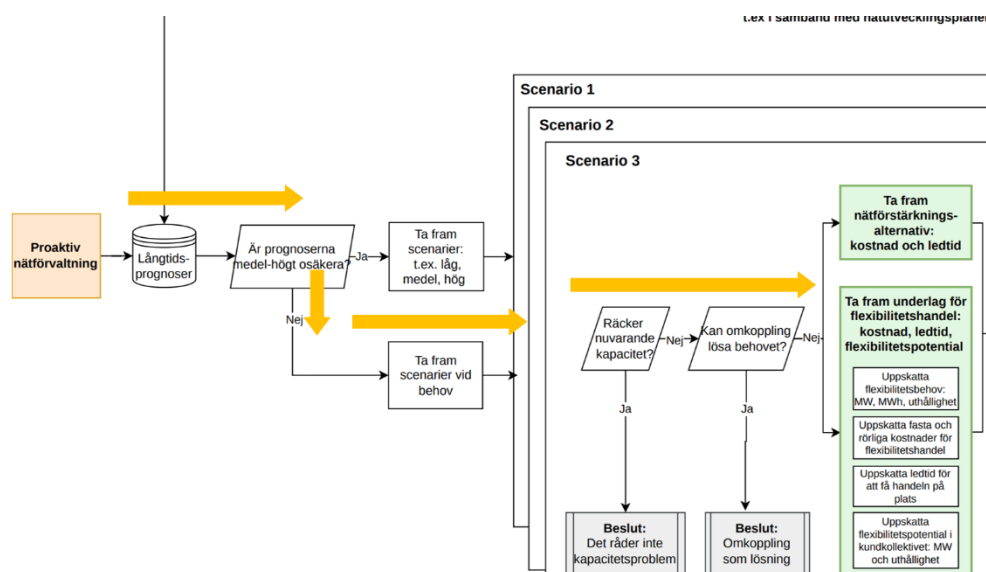 t.ex i samband med nätutvecklingsplaner
Scenario 1
Scenario 2
Scenario 3
Proaktiv
nätförvaltning
Långtids-
prognoser
Är prognoserna
medel-högt osäkera?
Ja
Nej
Ta fram
scenarier:
t.ex. låg,
medel, hög
Ta fram
scenarier vid
behov
Räcker
nuvarande
kapacitet?
Nej
Ja
Kan omkoppling
lösa behovet?
Nej
Ja
Beslut:
Det råder inte
kapacitetsproblem
Beslut:
Omkoppling
som lösning
Ta fram
nätförstärknings-
alternativ:
kostnad och ledtid
Ta fram underlag för
flexibilitetshandel:
kostnad, ledtid,
flexibilitetspotential
Uppskatta
flexibilitetsbehov:
MW, MWh, uthållighet
Uppskatta fasta och
rörliga kostnader för
flexibilitetshandel
Uppskatta ledtid för
att få handeln på
plats
Uppskatta
flexibilitetspotential i
kundkollektivet: MW
och uthållighet